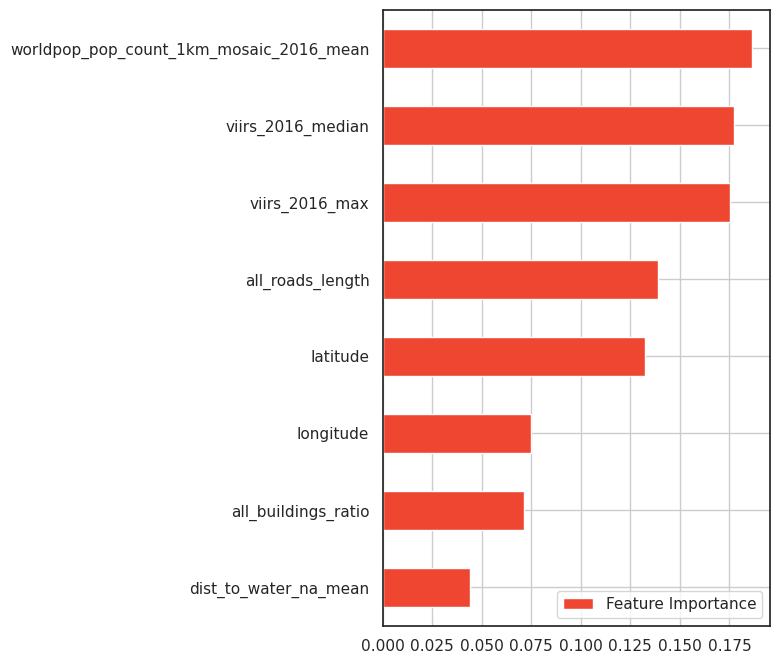 worldpop_pop_count_1km_mosaic_2016_mean
viirs_2016_median
viirs_2016_max
all_roads_length
latitude
longitude
all_buildings_ratio
dist_to_water_na_mean
Feature Importance
0.000 0.025 0.050 0.075 0.100 0.125 0.150 0.175